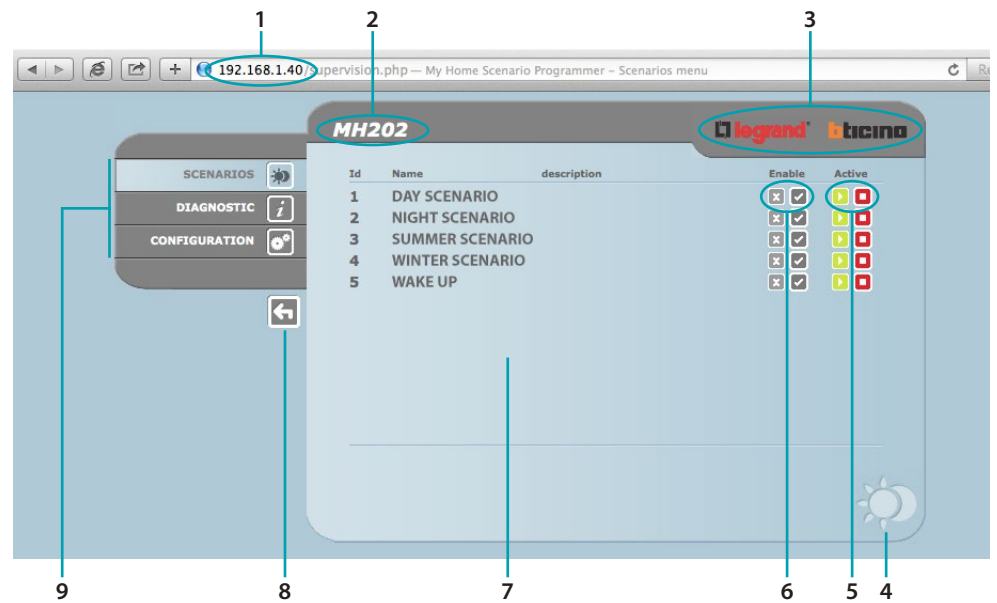 1 2 3
192.168.1.40/supervision.php — My Home Scenario Programmer – Scenarios menu
MH202
legrand® bticino
SCENARIOS
DIAGNOSTIC
CONFIGURATION
Id Name description Enable Active
1 DAY SCENARIO
2 NIGHT SCENARIO
3 SUMMER SCENARIO
4 WINTER SCENARIO
5 WAKE UP
9 8 7 6 5 4